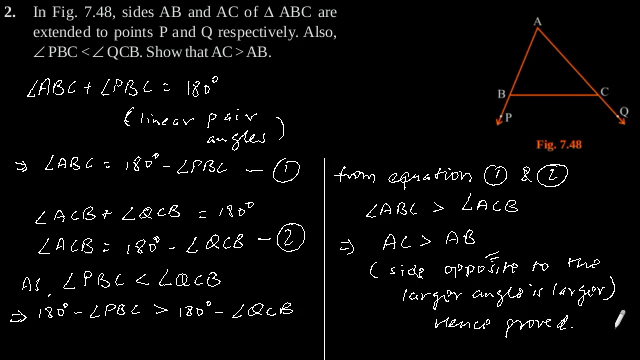 2. In Fig. 7.48, sides AB and AC of Δ ABC are
extended to points P and Q respectively. Also,
∠PBC < ∠QCB. Show that AC > AB.
∠ABC + ∠PBC = 180°
(linear pair
angles)
⇒ ∠ABC = 180° - ∠PBC — ①
∠ACB + ∠QCB = 180°
∠ACB = 180° - ∠QCB — ②
As, ∠PBC < ∠QCB
⇒ 180° - ∠PBC > 180° - ∠QCB
from equation ① & ②
∠ABC > ∠ACB
⇒ AC > AB
(side opposite to the
larger angle is larger)
Hence proved.
A
B
C
P
Q
Fig. 7.48